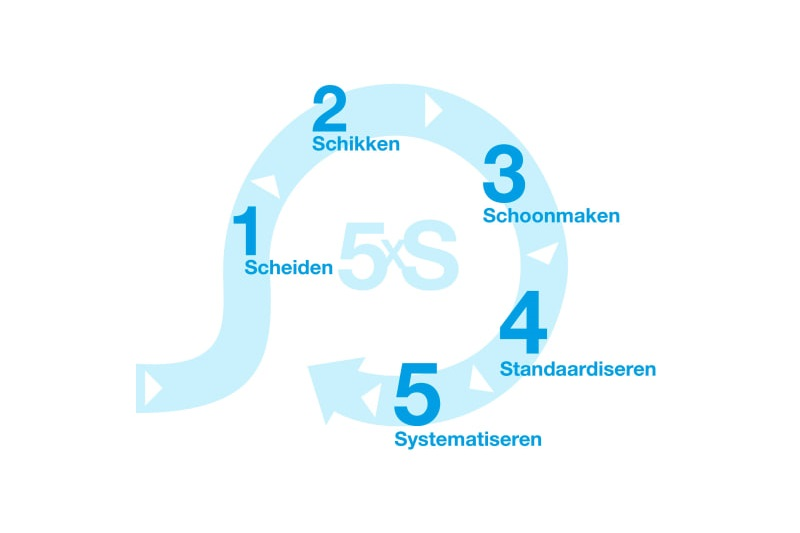 1
Scheiden
2
Schikken
3
Schoonmaken
4
Standaardiseren
5
Systematiseren
5xS